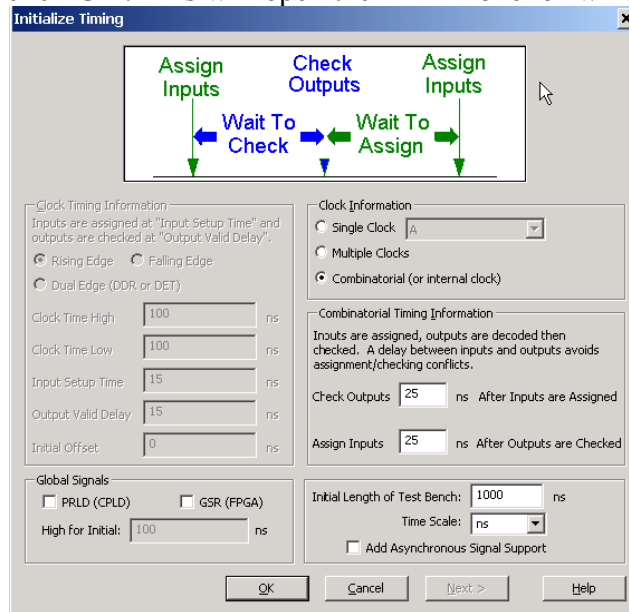 Initialize Timing
Assign Inputs
Check Outputs
Assign Inputs
Wait To Check
Wait To Assign
Clock Timing Information
Inputs are assigned at "Input Setup Time" and
outputs are checked at "Output Valid Delay".
Rising Edge
Falling Edge
Dual Edge (DDR or DET)
Clock Time High 100 ns
Clock Time Low 100 ns
Input Setup Time 15 ns
Output Valid Delay 15 ns
Initial Offset 0 ns
Clock Information
Single Clock A
Multiple Clocks
Combinatorial (or internal clock)
Combinatorial Timing Information
Inputs are assigned, outputs are decoded then
checked. A delay between inputs and outputs avoids
assignment/checking conflicts.
Check Outputs 25 ns After Inputs are Assigned
Assign Inputs 25 ns After Outputs are Checked
Global Signals
PRLD (CPLD)
GSR (FPGA)
High for Initial: 100 ns
Initial Length of Test Bench: 1000 ns
Time Scale: ns
Add Asynchronous Signal Support
OK
Cancel
Next >
Help